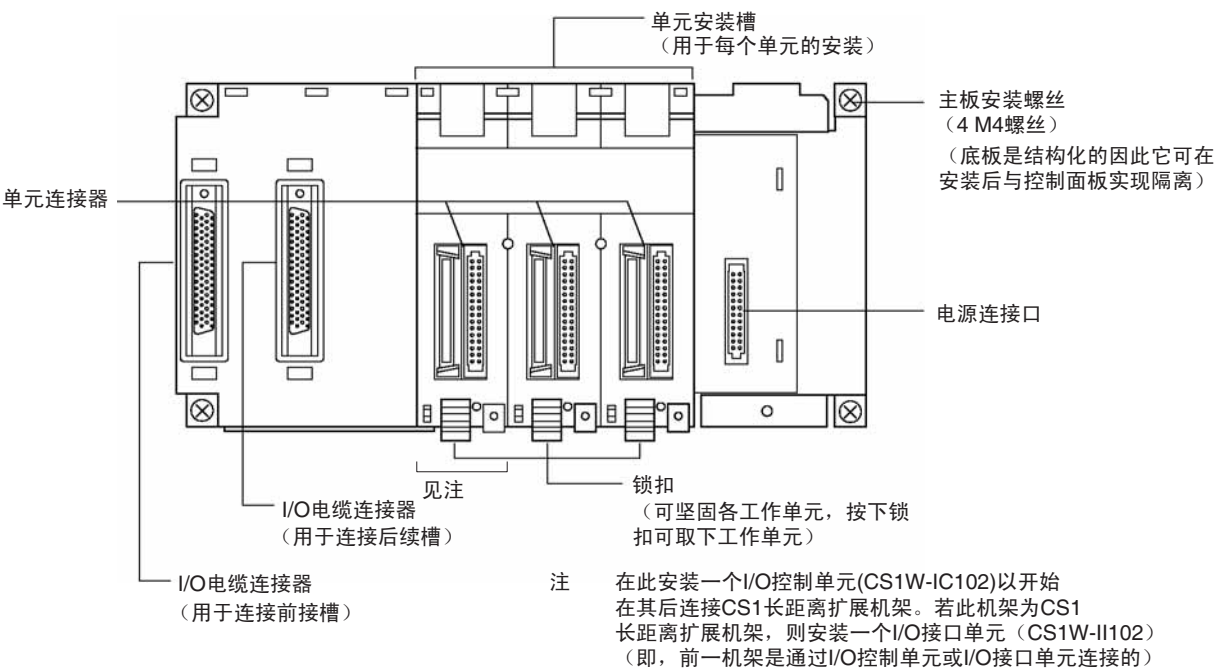 单元安装槽
（用于每个单元的安装）
主板安装螺丝
（4 M4螺丝）
（底板是结构化的因此它可在
安装后与控制面板实现隔离）
单元连接器
电源连接口
见注
I/O电缆连接器
（用于连接后续槽）
锁扣
（可坚固各工作单元，按下锁
扣可取下工作单元）
I/O电缆连接器
（用于连接前接槽）
注 在此安装一个I/O控制单元(CS1W-IC102)以开始
在其后连接CS1长距离扩展机架。若此机架为CS1
长距离扩展机架，则安装一个I/O接口单元（CS1W-II102）
（即，前一机架是通过I/O控制单元或I/O接口单元连接的）